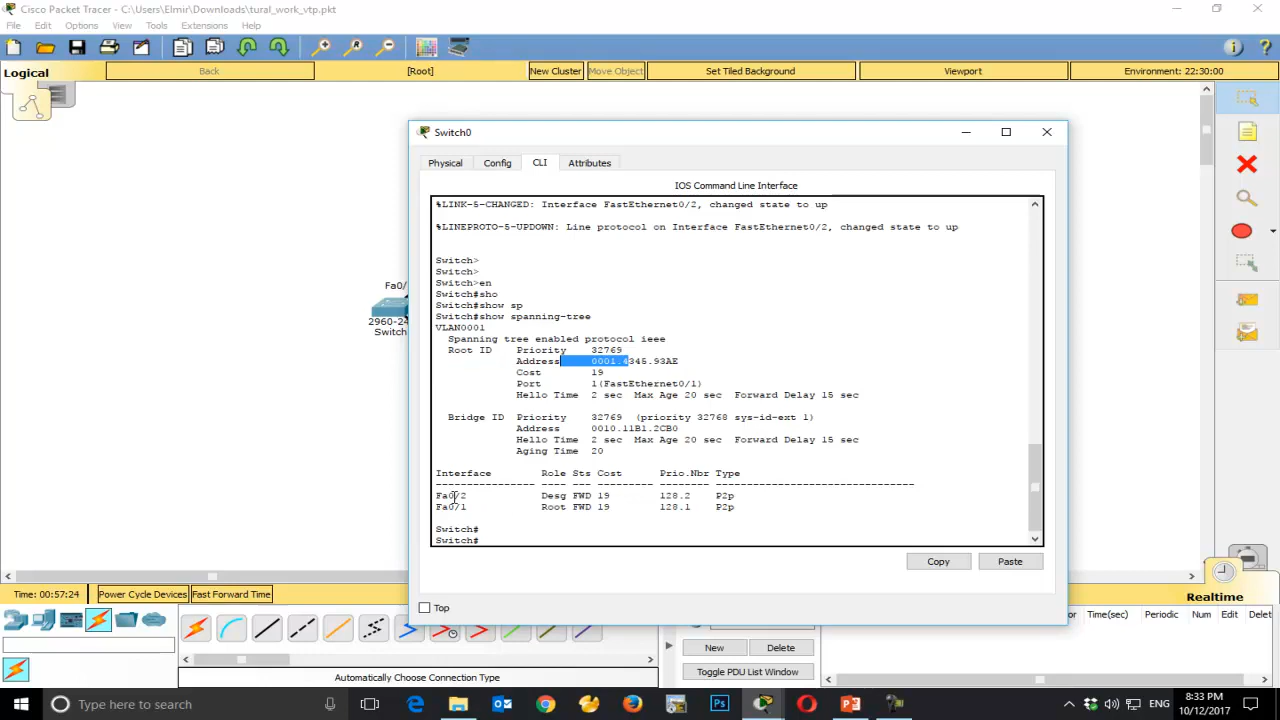 Cisco Packet Tracer - C:\Users\Elmir\Downloads\tural_work_vtp.pkt
File Edit Options View Tools Extensions Help
Logical Back [Root] New Cluster Move Object Set Tiled Background Viewport Environment: 22:30:00
Switch0
Physical Config CLI Attributes
IOS Command Line Interface
%LINK-5-CHANGED: Interface FastEthernet0/2, changed state to up
%LINEPROTO-5-UPDOWN: Line protocol on Interface FastEthernet0/2, changed state to up
Switch>
Switch>
Switch>en
Switch#sho
Switch#show sp
Switch#show spanning-tree
VLAN0001
Spanning tree enabled protocol ieee
Root ID Priority 32769
Address 0001.4345.93AE
Cost 19
Port 1(FastEthernet0/1)
Hello Time 2 sec Max Age 20 sec Forward Delay 15 sec
Bridge ID Priority 32769 (priority 32768 sys-id-ext 1)
Address 0010.11B1.2CB0
Hello Time 2 sec Max Age 20 sec Forward Delay 15 sec
Aging Time 20
Interface Role Sts Cost Prio.Nbr Type
---------------- ---- --- --------- -------- --------------------------------
Fa0/2 Desg FWD 19 128.2 P2p
Fa0/1 Root FWD 19 128.1 P2p
Switch#
Switch#
Copy Paste
Top
Fa0/
2960-24
Switch
Time: 00:57:24 Power Cycle Devices Fast Forward Time Realtime
Time(sec) Periodic Num Edit Delete
New Delete
Toggle PDU List Window
Automatically Choose Connection Type
Type here to search
ENG
8:33 PM
10/12/2017